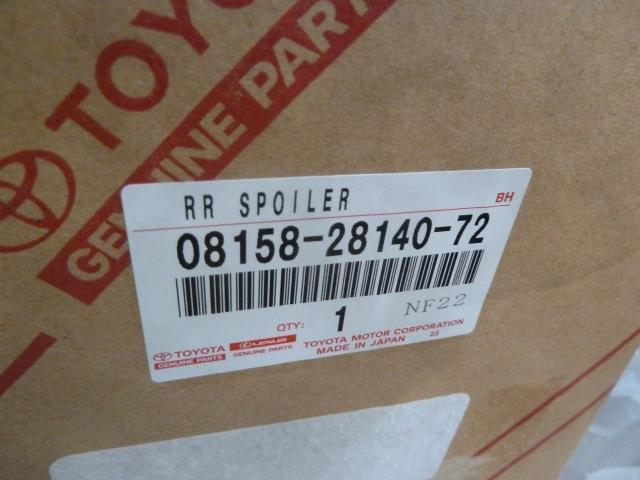 TOYOTA
GENUINE PART
RR SPOILER
BH
08158-28140-72
QTY: 1 NF22
TOYOTA LEXUS TOYOTA MOTOR CORPORATION
GENUINE PARTS GENUINE PARTS MADE IN JAPAN 23